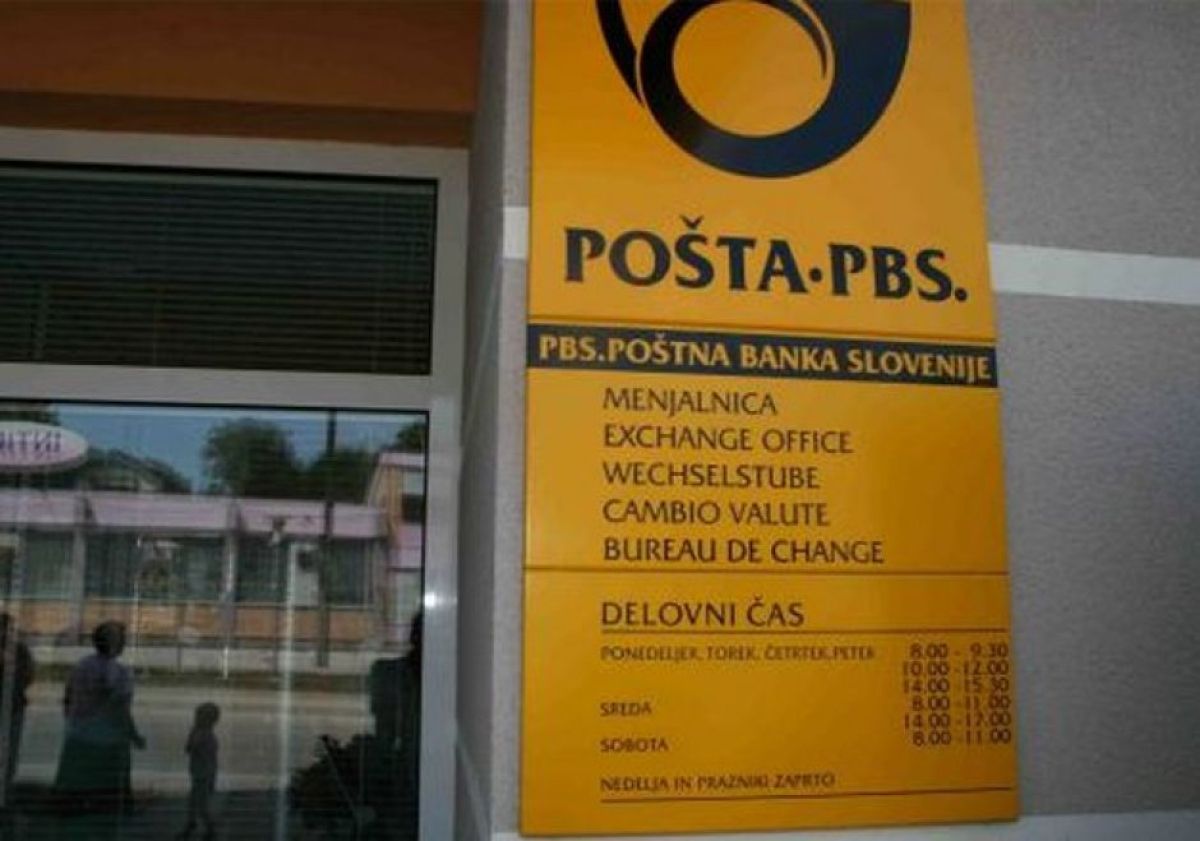 POŠTA·PBS.
PBS.POŠTNA BANKA SLOVENIJE
MENJALNICA
EXCHANGE OFFICE
WECHSELSTUBE
CAMBIO VALUTE
BUREAU DE CHANGE
DELOVNI ČAS
PONEDELJEK, TOREK, ČETRTEK, PETEK 8.00 - 9.30
10.00 -12.00
14.00 -15.30
SREDA 8.00 -11.00
14.00 -17.00
SOBOTA 8.00 -11.00
NEDELJA IN PRAZNIKI ZAPRTO